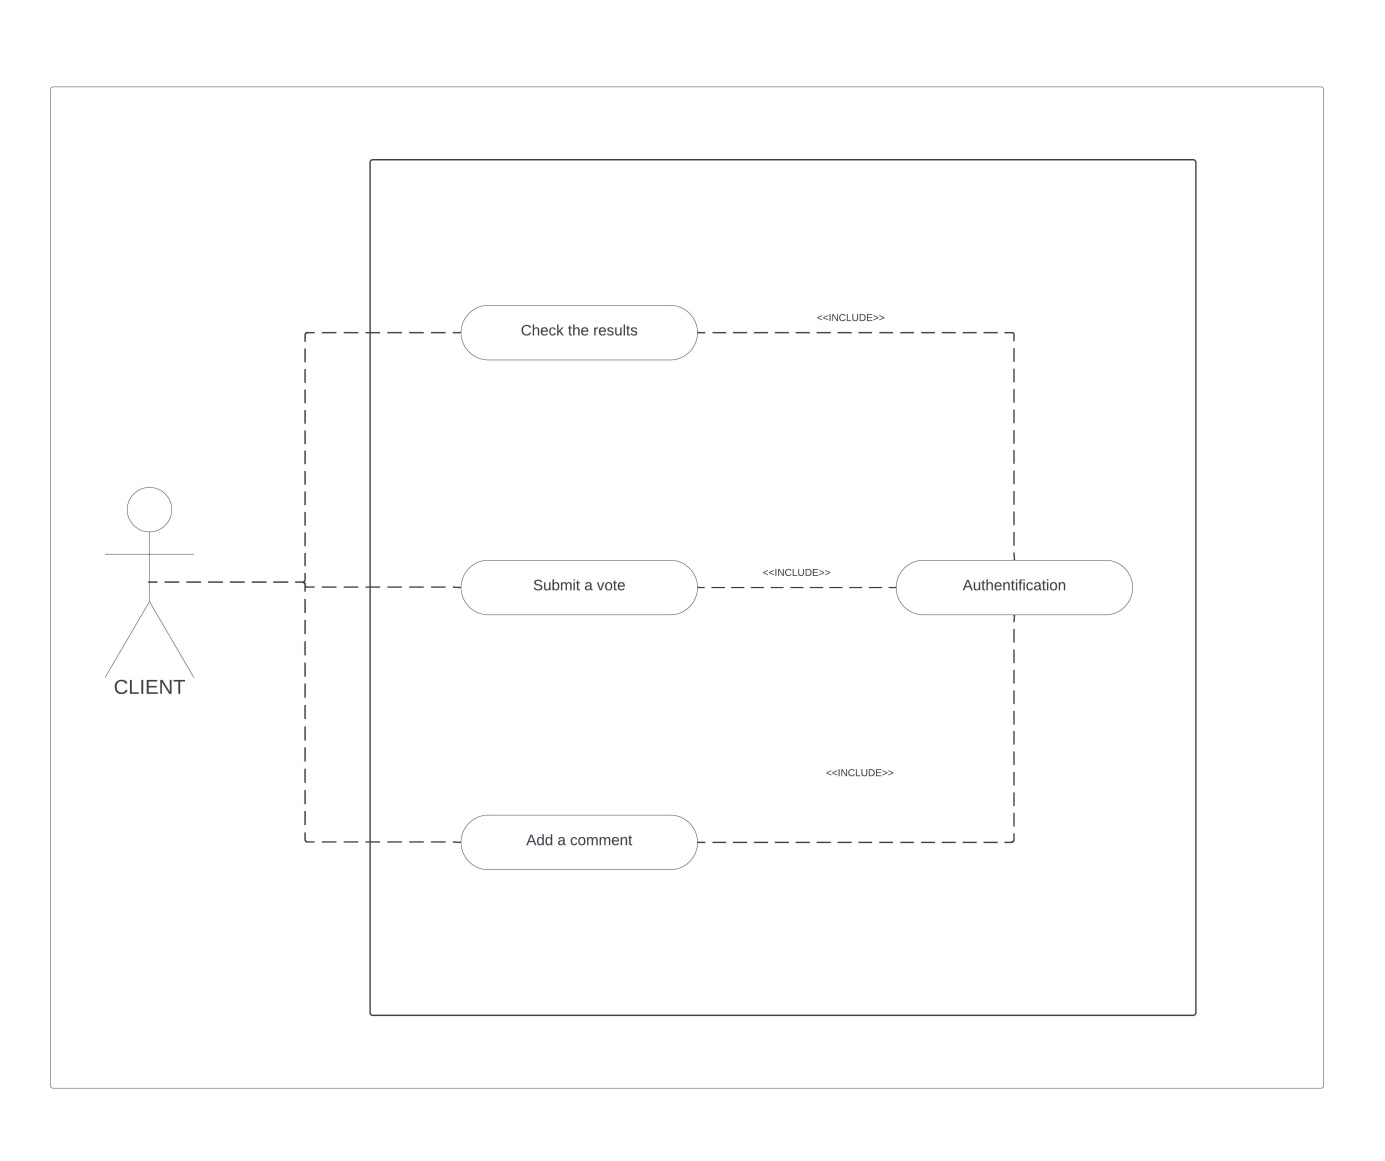 Check the results
<<INCLUDE>>
Submit a vote
<<INCLUDE>>
Authentification
CLIENT
<<INCLUDE>>
Add a comment